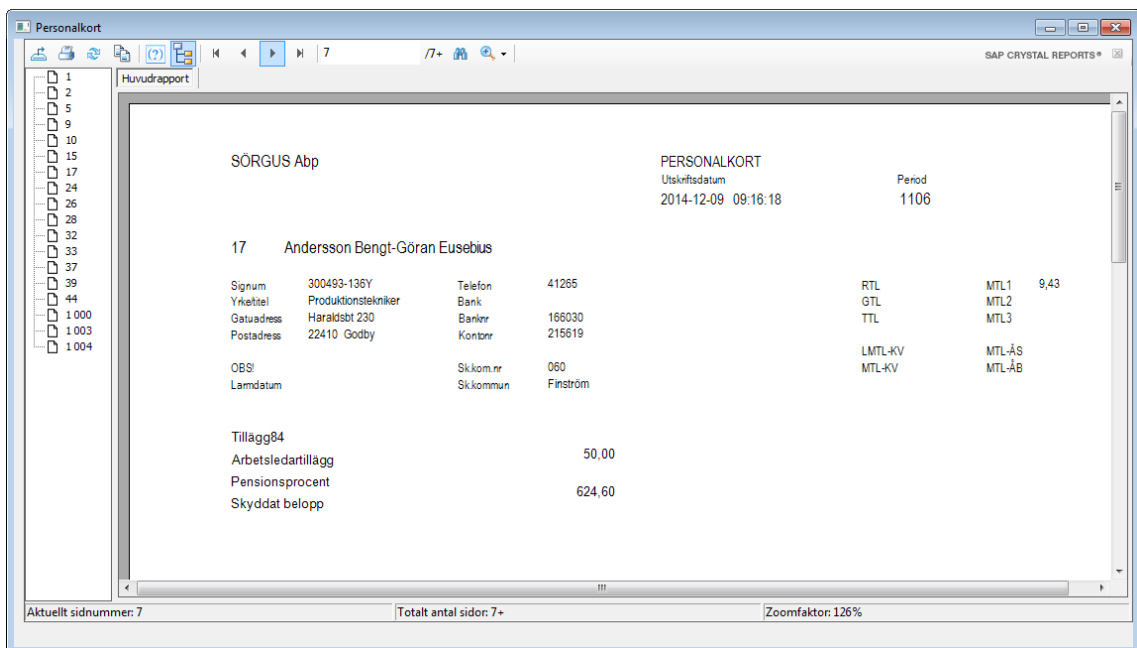 Personalkort
7 /7+ SAP CRYSTAL REPORTS®
Huvudrapport
1
2
5
9
10
15
17
24
26
28
32
33
37
39
44
1 000
1 003
1 004
SÖRGUS Abp PERSONALKORT
Utskriftsdatum Period
2014-12-09 09:16:18 1106
17 Andersson Bengt-Göran Eusebius
Signum 300493-136Y Telefon 41265 RTL MTL1 9,43
Yrketitel Produktionstekniker Bank GTL MTL2
Gatuadress Haraldsbt 230 Banknr 166030 TTL MTL3
Postadress 22410 Godby Kontonr 215619
LMTL-KV MTL-ÅS
OBS! Sk.kom.nr 060 MTL-KV MTL-ÅB
Larmdatum Sk.kommun Finström
Tillägg84
Arbetsledartillägg 50,00
Pensionsprocent
Skyddat belopp 624,60
Aktuellt sidnummer: 7 Totalt antal sidor: 7+ Zoomfaktor: 126%